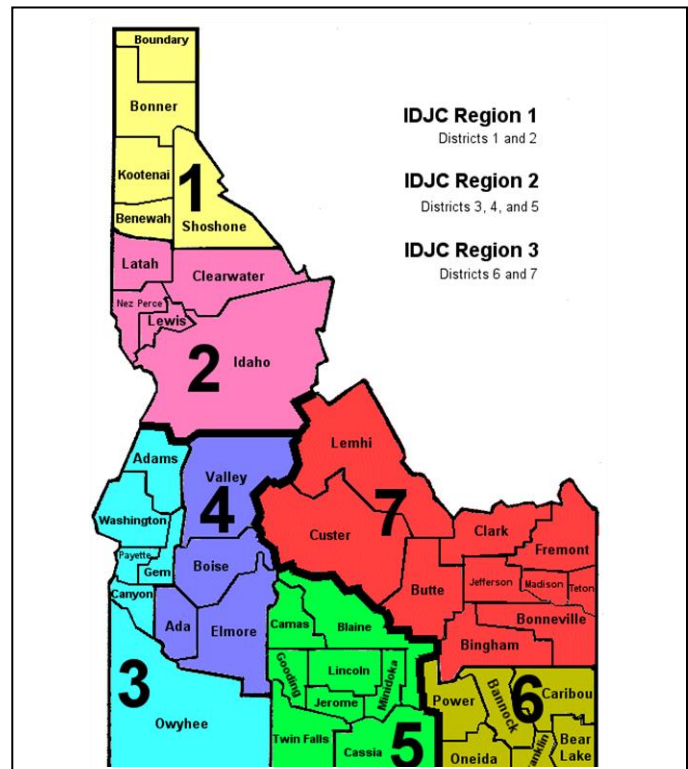 Boundary
Bonner
IDJC Region 1
Districts 1 and 2
Kootenai
1
IDJC Region 2
Districts 3, 4, and 5
Benewah
Shoshone
IDJC Region 3
Districts 6 and 7
Latah
Clearwater
Nez Perce
Lewis
Idaho
2
Lemhi
Adams
Valley
7
4
Washington
Custer
Clark
Fremont
Payette
Gem
Boise
Jefferson
Madison
Teton
Canyon
Butte
Bonneville
Ada
Elmore
Camas
Blaine
Bingham
Gooding
Lincoln
Minidoka
3
Jerome
Power
Bannock
6
Caribou
Owyhee
Twin Falls
Cassia
5
Oneida
anklin
Bear
Lake